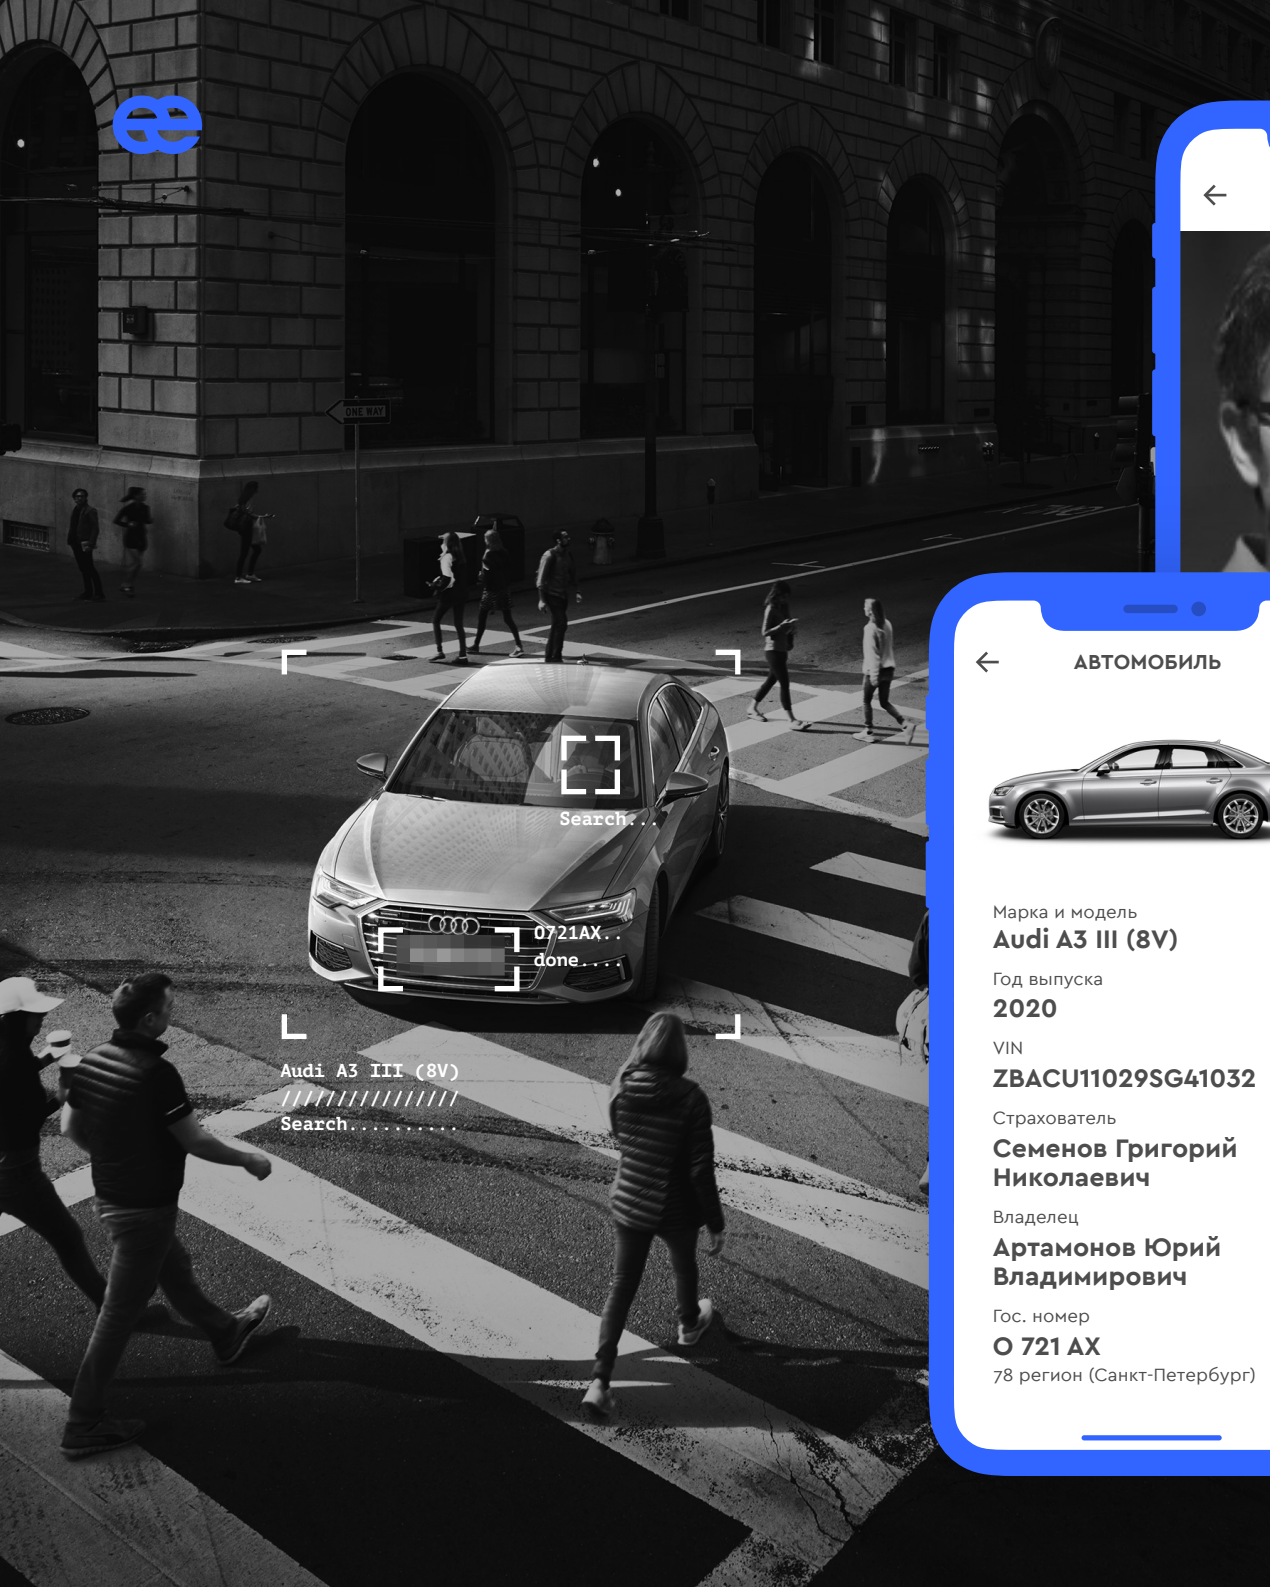 ONE WAY
Search...
O721AX..
done....
Audi A3 III (8V)
////////////////
Search..........
АВТОМОБИЛЬ
Марка и модель
Audi A3 III (8V)
Год выпуска
2020
VIN
ZBACU11029SG41032
Страхователь
Семенов Григорий
Николаевич
Владелец
Артамонов Юрий
Владимирович
Гос. номер
О 721 АХ
78 регион (Санкт-Петербург)